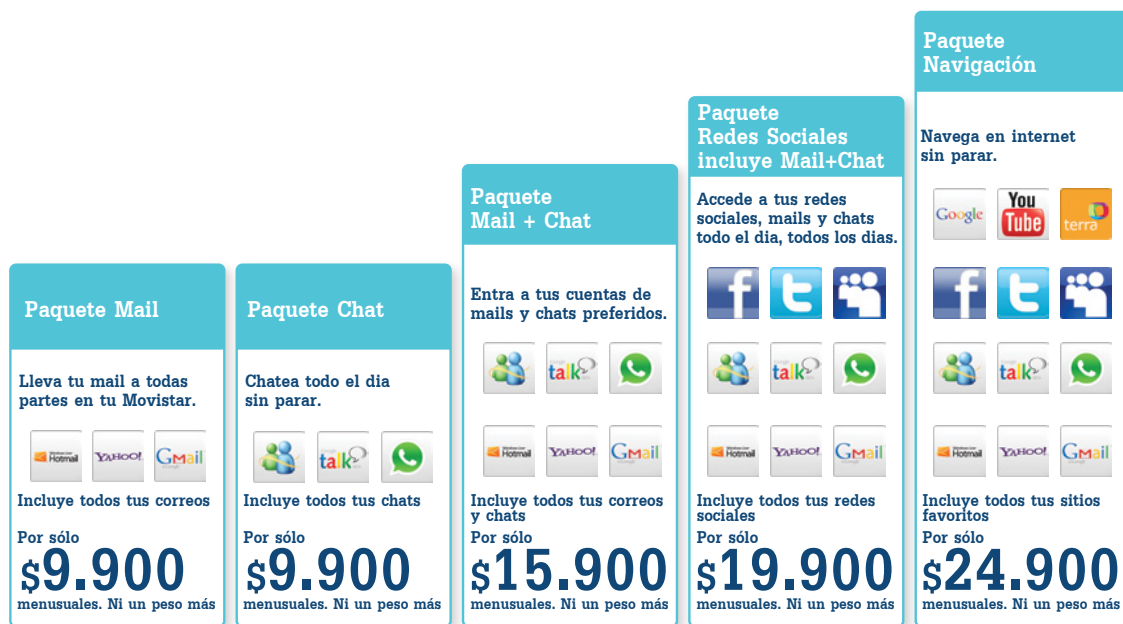 Paquete Mail
Lleva tu mail a todas
partes en tu Movistar.
Hotmail
YAHOO!
GMail
Incluye todos tus correos
Por sólo
$9.900
menusuales. Ni un peso más
Paquete Chat
Chatea todo el dia
sin parar.
talk
Incluye todos tus chats
Por sólo
$9.900
menusuales. Ni un peso más
Paquete
Mail + Chat
Entra a tus cuentas de
mails y chats preferidos.
talk
Hotmail
YAHOO!
GMail
Incluye todos tus correos
y chats
Por sólo
$15.900
menusuales. Ni un peso más
Paquete
Redes Sociales
incluye Mail+Chat
Accede a tus redes
sociales, mails y chats
todo el dia, todos los dias.
f
t
talk
Hotmail
YAHOO!
GMail
Incluye todos tus redes
sociales
Por sólo
$19.900
menusuales. Ni un peso más
Paquete
Navigación
Navega en internet
sin parar.
Google
You
Tube
terra
f
t
talk
Hotmail
YAHOO!
GMail
Incluye todos tus sitios
favoritos
Por sólo
$24.900
menusuales. Ni un peso más